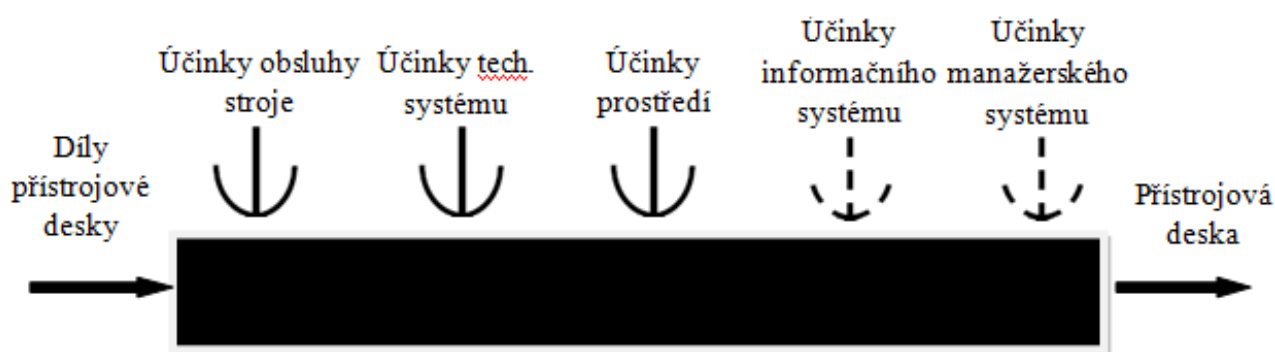 Účinky obsluhy
stroje
Účinky tech.
systému
Účinky
prostředí
Účinky
informačního
systému
Účinky
manažerského
systému
Díly
přístrojové
desky
Přístrojová
deska